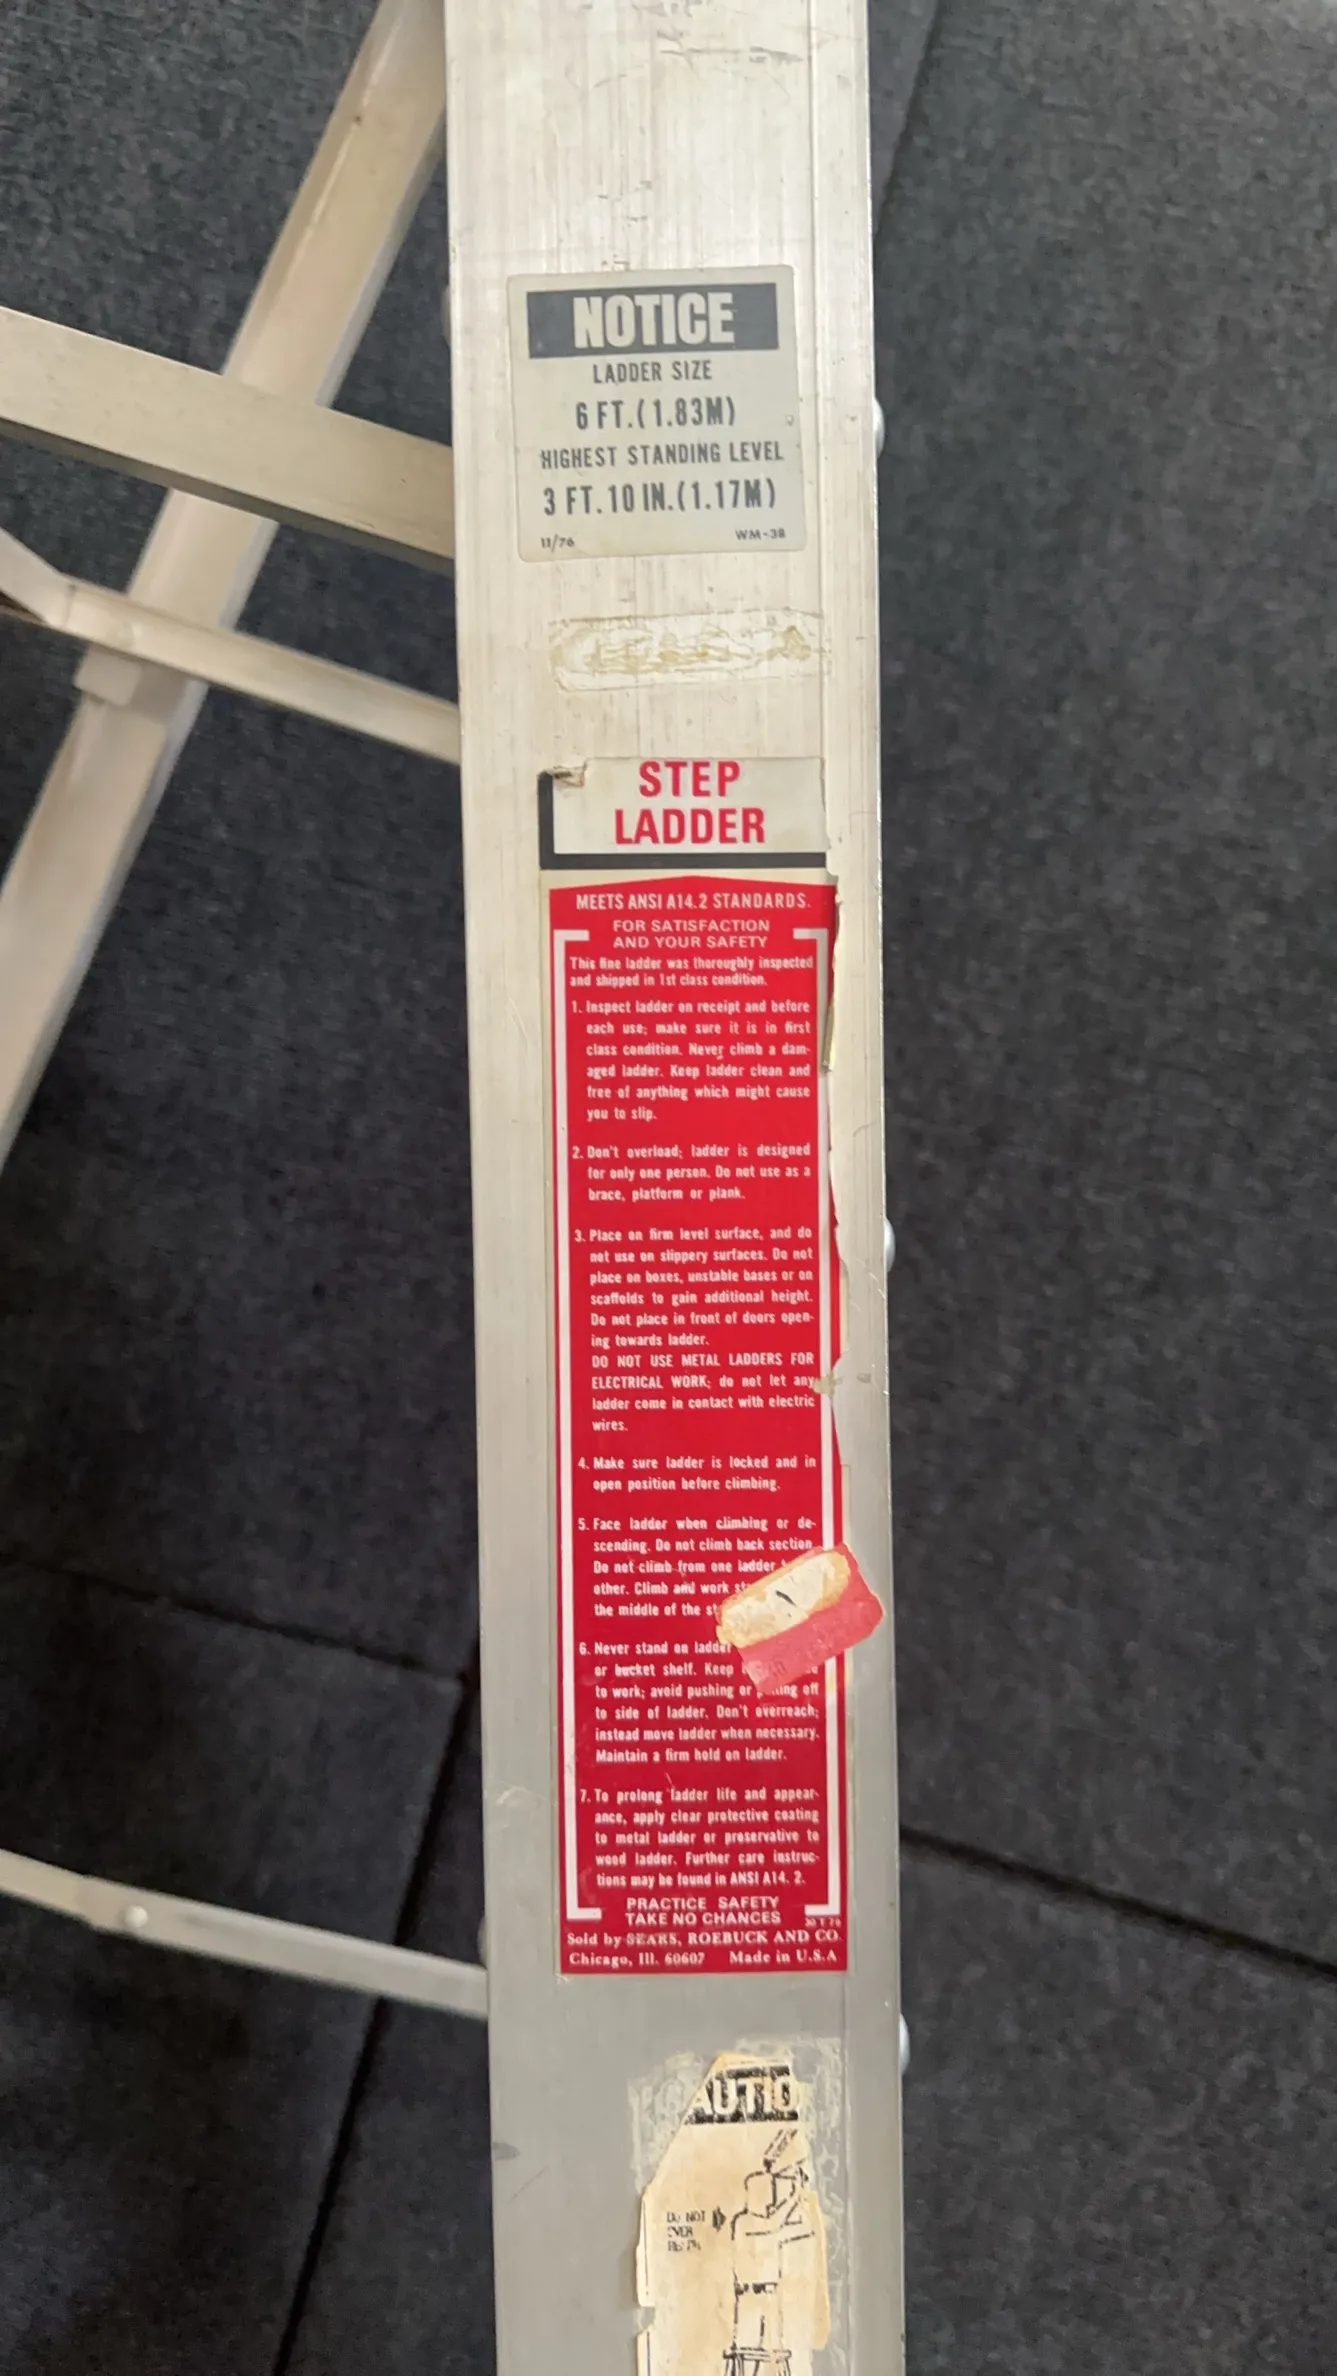 NOTICE
LADDER SIZE
6 FT.(1.83M)
HIGHEST STANDING LEVEL
3 FT.10 IN.(1.17M)
11/76 WM-38
STEP
LADDER
MEETS ANSI A14.2 STANDARDS.
FOR SATISFACTION
AND YOUR SAFETY
This fine ladder was thoroughly inspected
and shipped in 1st class condition.
1. Inspect ladder on receipt and before
each use; make sure it is in first
class condition. Never climb a dam-
aged ladder. Keep ladder clean and
free of anything which might cause
you to slip.
2. Don't overload; ladder is designed
for only one person. Do not use as a
brace, platform or plank.
3. Place on firm level surface, and do
not use on slippery surfaces. Do not
place on boxes, unstable bases or on
scaffolds to gain additional height.
Do not place in front of doors open-
ing towards ladder.
DO NOT USE METAL LADDERS FOR
ELECTRICAL WORK; do not let any
ladder come in contact with electric
wires.
4. Make sure ladder is locked and in
open position before climbing.
5. Face ladder when climbing or de-
scending. Do not climb back section.
Do not climb from one ladder
other. Climb and work
the middle of the
6. Never stand on ladder
or bucket shelf. Keep
to work; avoid pushing or off
to side of ladder. Don't overreach;
instead move ladder when necessary.
Maintain a firm hold on ladder.
7. To prolong ladder life and appear-
ance, apply clear protective coating
to metal ladder or preservative to
wood ladder. Further care instruc-
tions may be found in ANSI A14. 2.
PRACTICE SAFETY
TAKE NO CHANCES
Sold by SEARS, ROEBUCK AND CO.
Chicago, Ill. 60607 Made in U.S.A
AUTIO
DO NOT
OVER